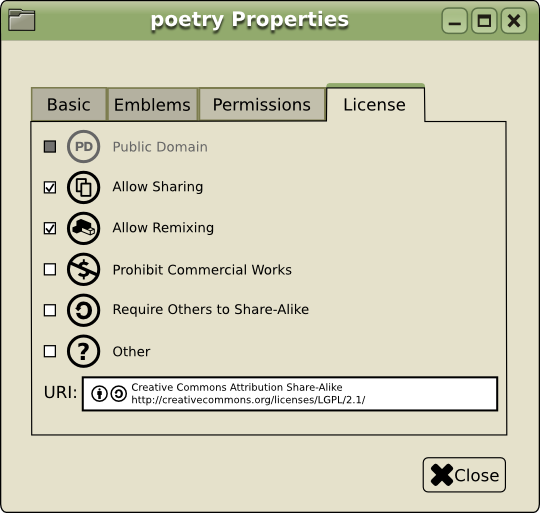 poetry Properties
Basic Emblems Permissions License
PD Public Domain
Allow Sharing
Allow Remixing
$ Prohibit Commercial Works
Require Others to Share-Alike
? Other
URI: Creative Commons Attribution Share-Alike
http://creativecommons.org/licenses/LGPL/2.1/
Close